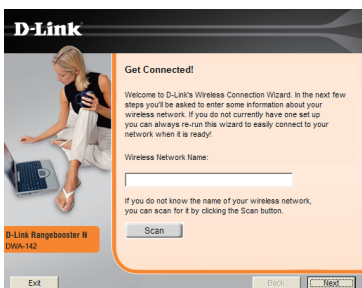 D-Link
Get Connected!
Welcome to D-Link's Wireless Connection Wizard. In the next few
steps you'll be asked to enter some information about your
wireless network. If you do not currently have one set up
you can always re-run this wizard to easily connect to your
network when it is ready!
Wireless Network Name:
If you do not know the name of your wireless network,
you can scan for it by clicking the Scan button.
Scan
D-Link Rangebooster N
DWA-142
Exit
Back
Next